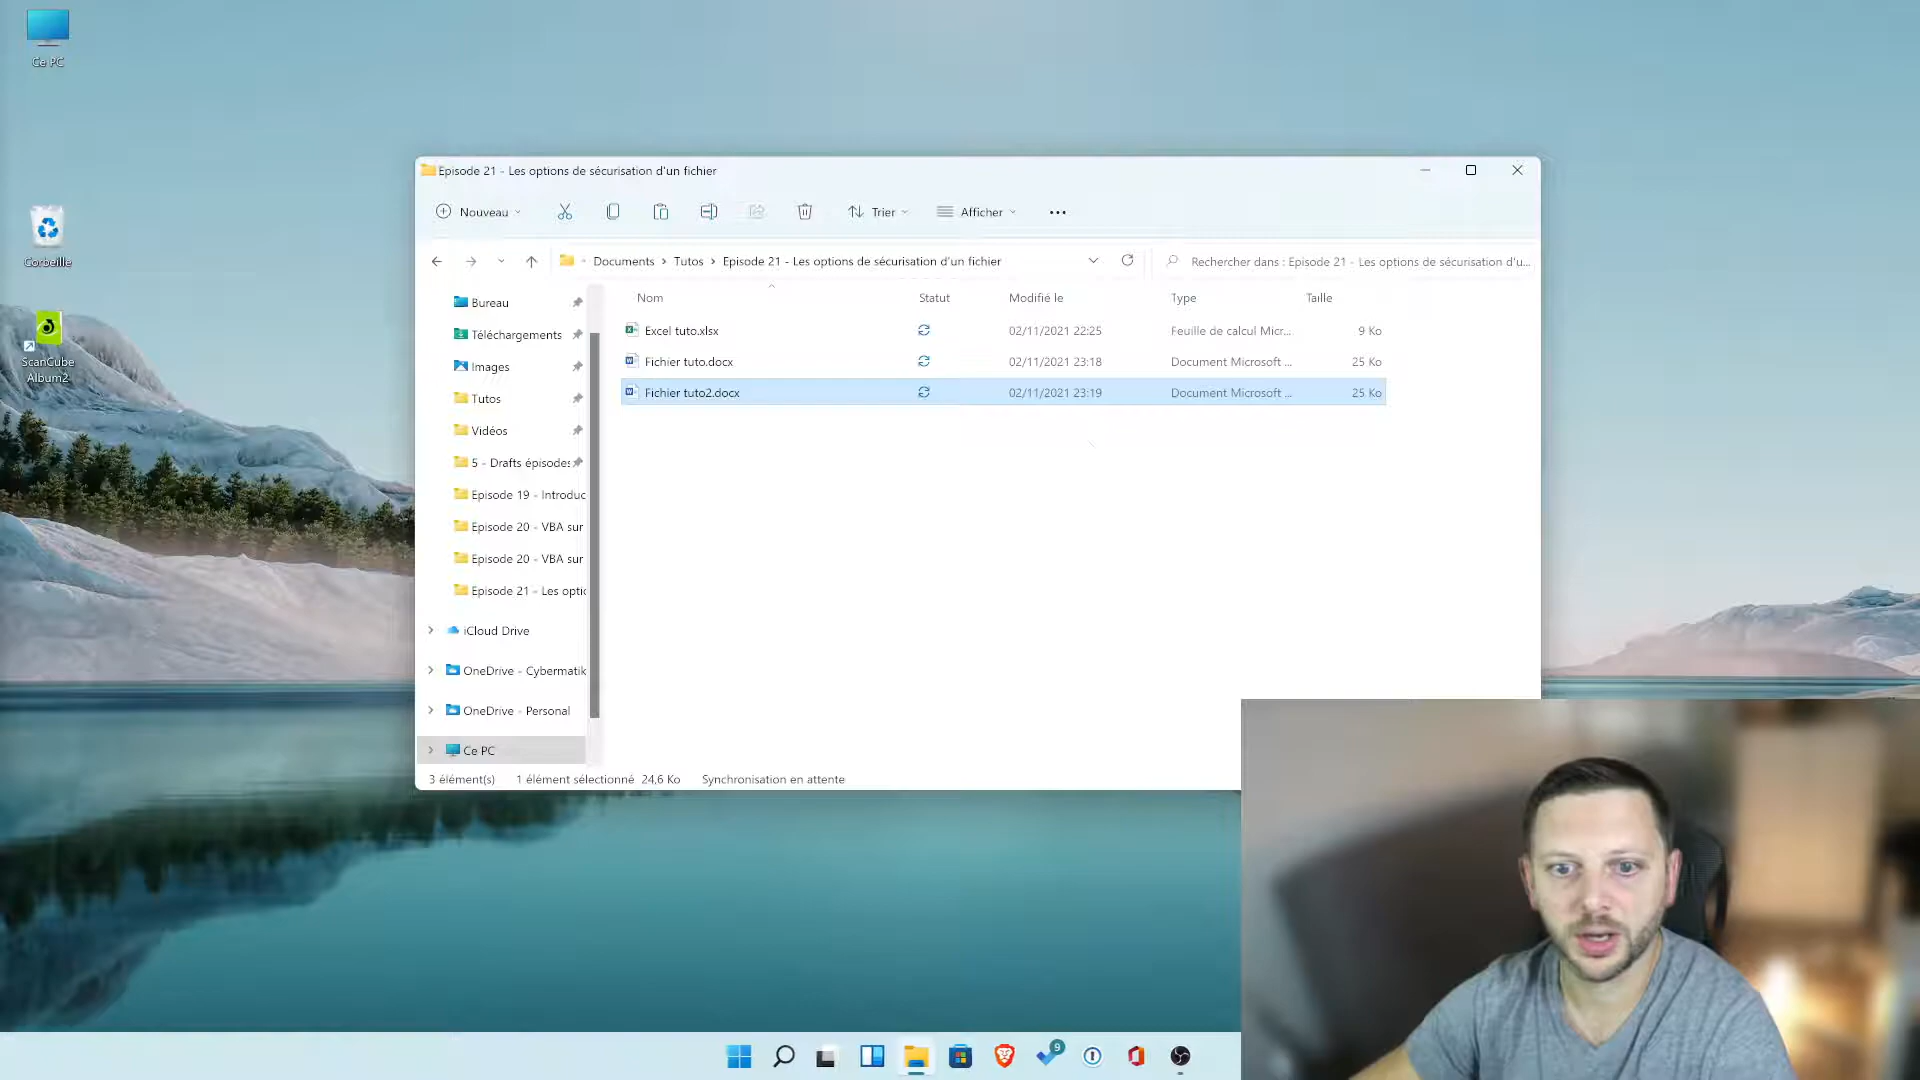 Ce PC
Corbeille
ScanCube
Album2
Episode 21 - Les options de sécurisation d'un fichier
Nouveau
Trier
Afficher
Documents > Tutos > Episode 21 - Les options de sécurisation d'un fichier
Rechercher dans : Episode 21 - Les options de sécurisation d'u...
Nom Statut Modifié le Type Taille
Excel tuto.xlsx 02/11/2021 22:25 Feuille de calcul Micr... 9 Ko
Fichier tuto.docx 02/11/2021 23:18 Document Microsoft ... 25 Ko
Fichier tuto2.docx 02/11/2021 23:19 Document Microsoft ... 25 Ko
Bureau
Téléchargements
Images
Tutos
Vidéos
5 - Drafts épisodes
Episode 19 - Introduc
Episode 20 - VBA sur
Episode 20 - VBA sur
Episode 21 - Les optio
iCloud Drive
OneDrive - Cybermatik
OneDrive - Personal
Ce PC
3 élément(s) 1 élément sélectionné 24,6 Ko Synchronisation en attente
9